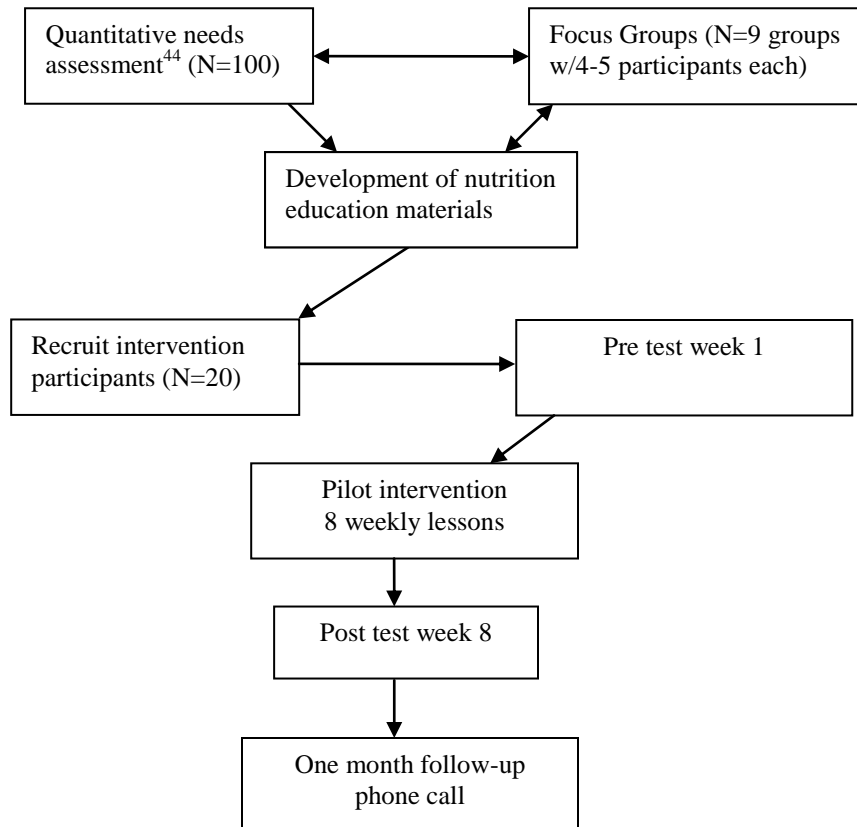 Quantitative needs
assessment44 (N=100)
Focus Groups (N=9 groups
w/4-5 participants each)
Development of nutrition
education materials
Recruit intervention
participants (N=20)
Pre test week 1
Pilot intervention
8 weekly lessons
Post test week 8
One month follow-up
phone call